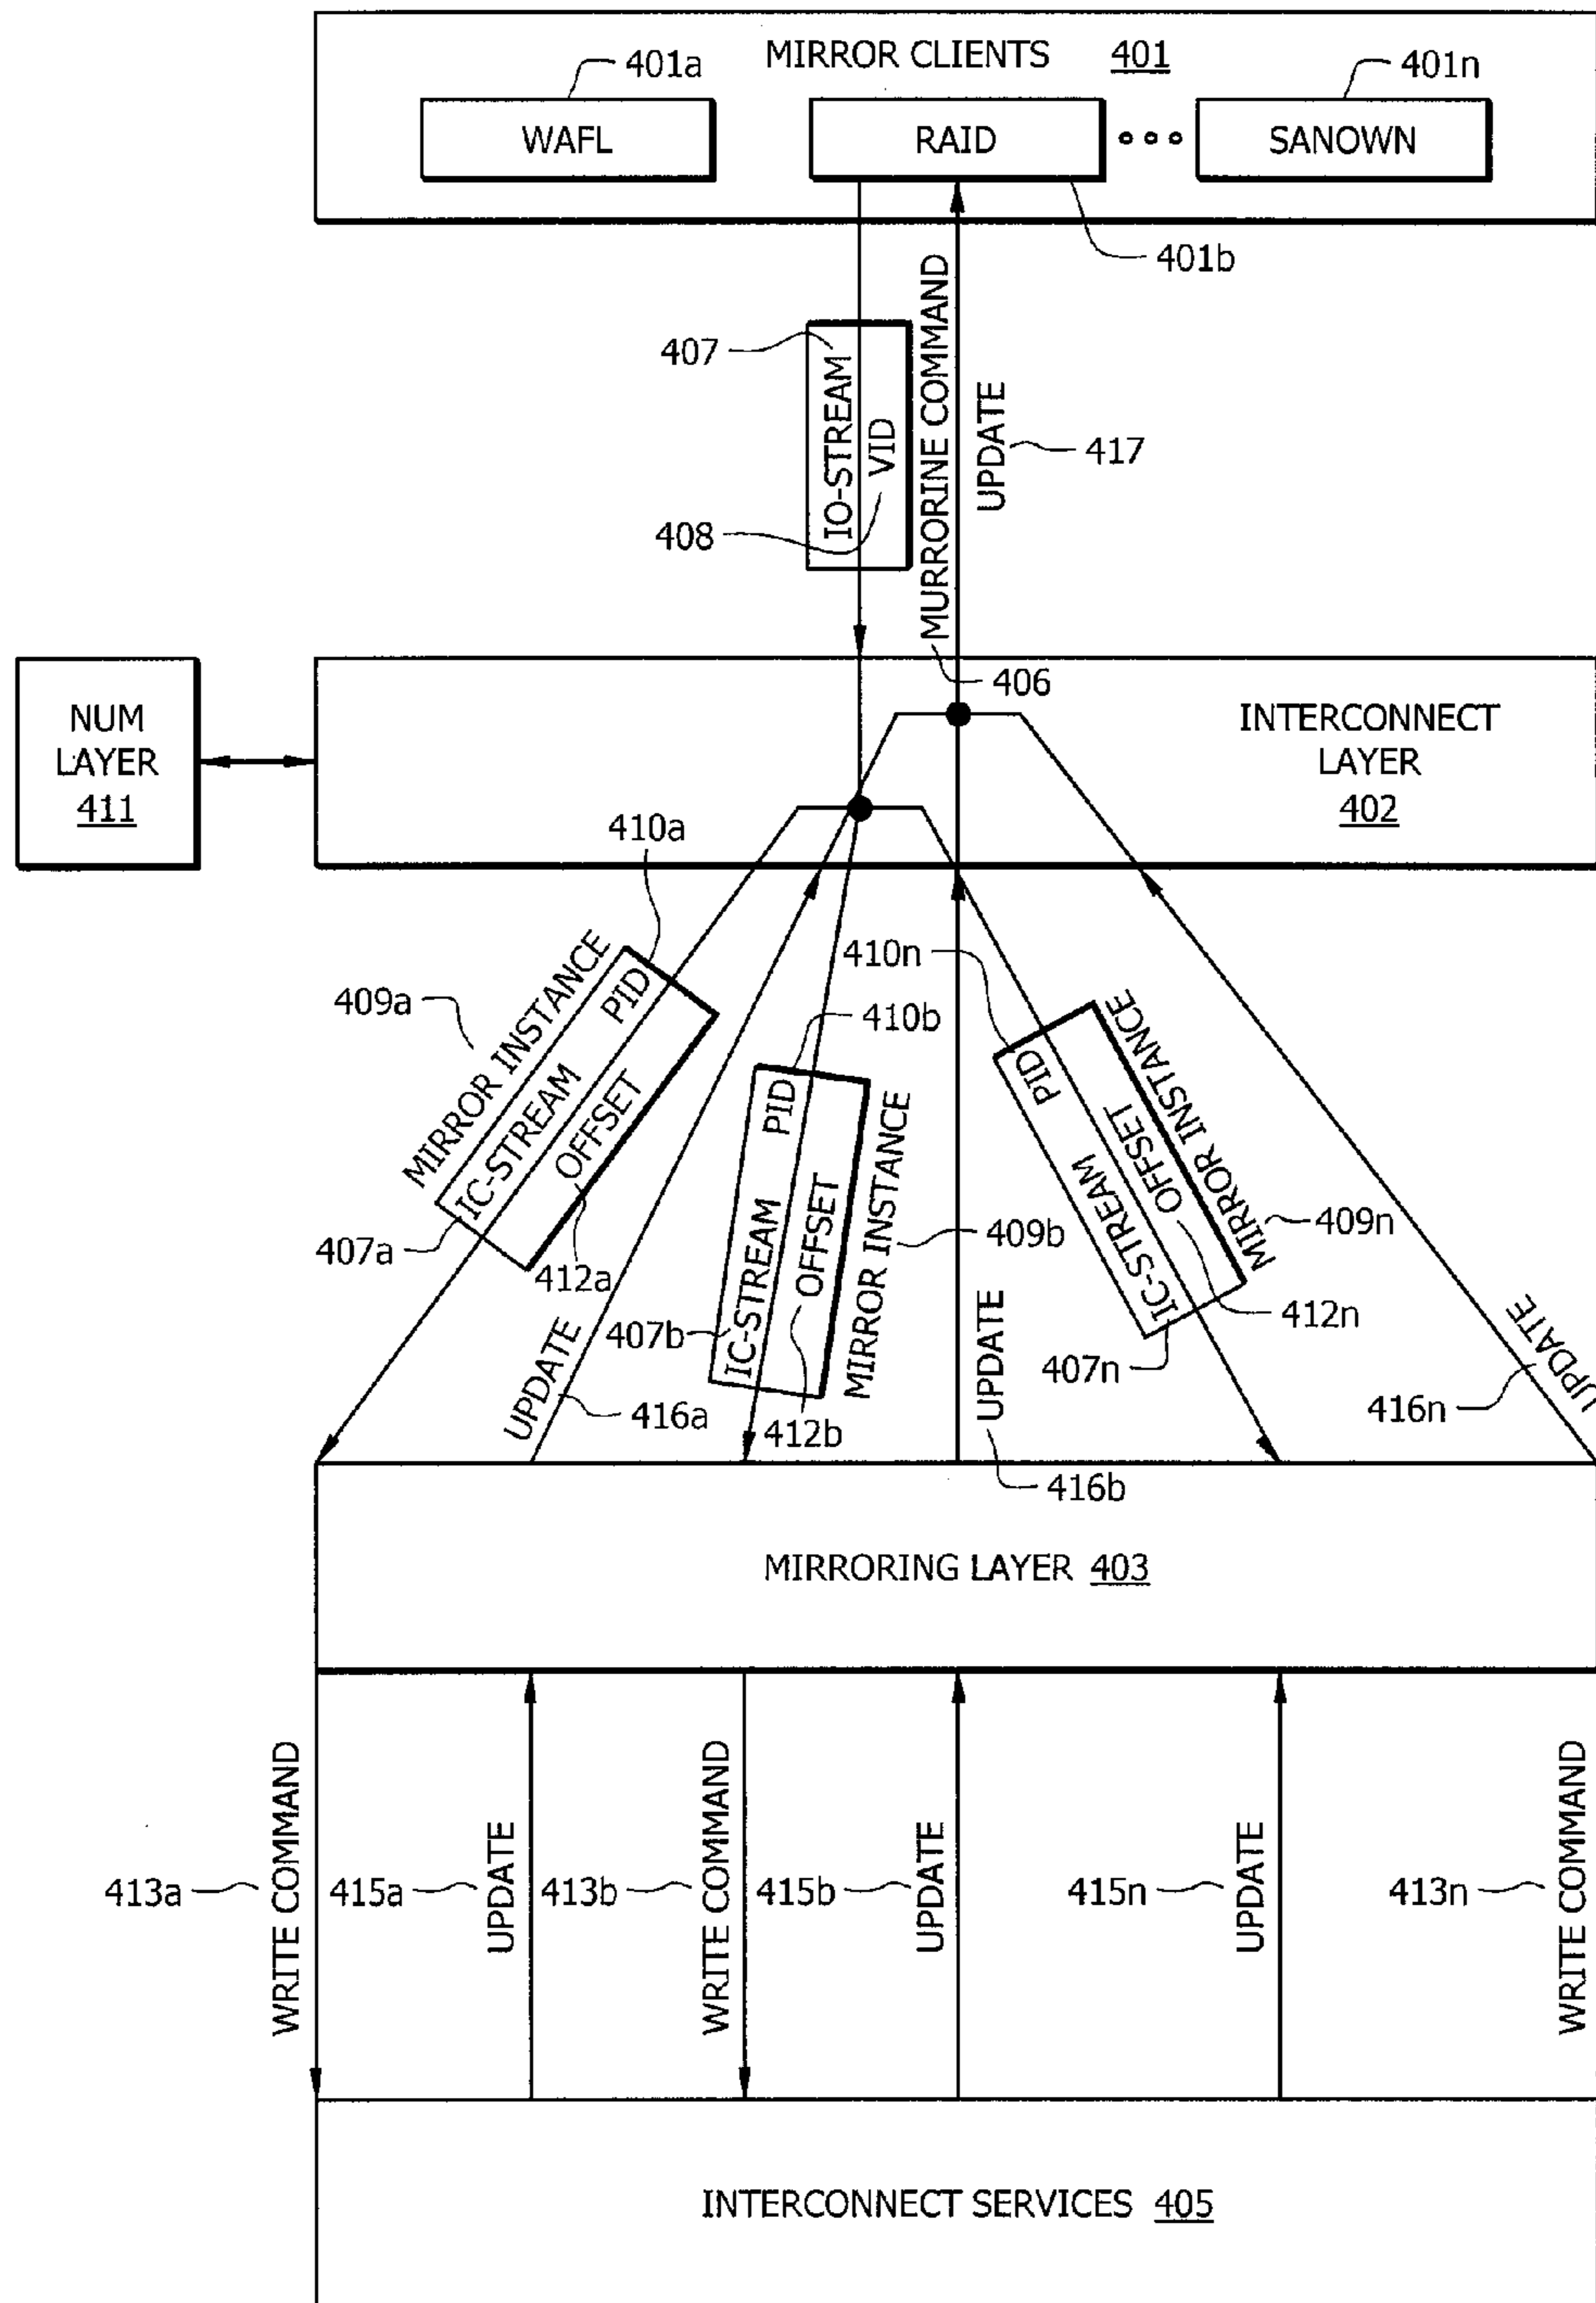 MIRROR CLIENTS 401
401a
401n
WAFL
RAID
SANOWN
401b
407
IO-STREAM
VID
408
MURRORINE COMMAND
UPDATE
417
406
NUM
LAYER
411
INTERCONNECT
LAYER
402
410a
409a
MIRROR INSTANCE
IC-STREAM PID
OFFSET
407a
412a
410b
IC-STREAM PID
OFFSET
MIRROR INSTANCE
409b
407b
412b
410n
PID
IC-STREAM
OFFSET
MIRROR INSTANCE
409n
412n
407n
UPDATE
416a
UPDATE
416b
UPDATE
416n
MIRRORING LAYER 403
413a
WRITE COMMAND
415a
UPDATE
413b
WRITE COMMAND
415b
UPDATE
415n
UPDATE
413n
WRITE COMMAND
INTERCONNECT SERVICES 405